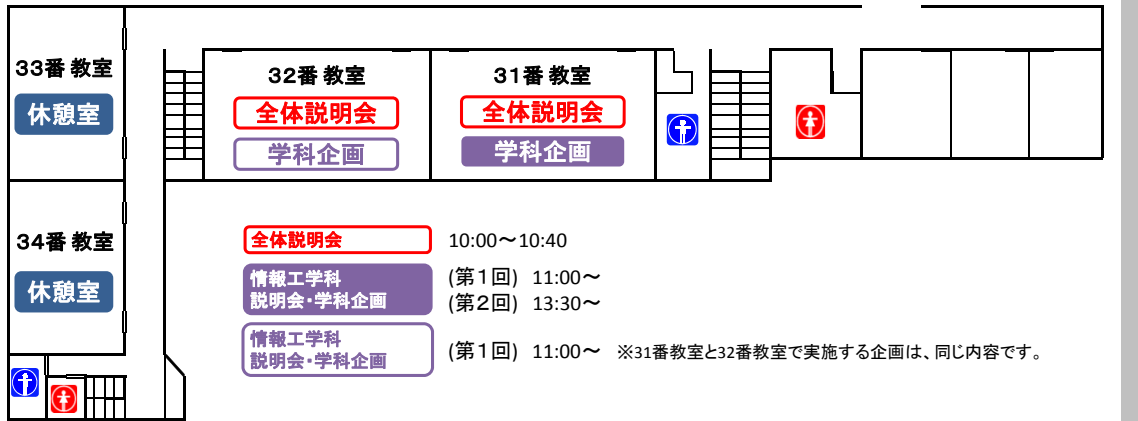 33番 教室
休憩室
32番 教室
全体説明会
学科企画
31番 教室
全体説明会
学科企画
34番 教室
休憩室
全体説明会 10:00～10:40
情報工学科
説明会・学科企画
(第１回) 11:00～
(第２回) 13:30～
情報工学科
説明会・学科企画
(第１回) 11:00～ ※31番教室と32番教室で実施する企画は、同じ内容です。